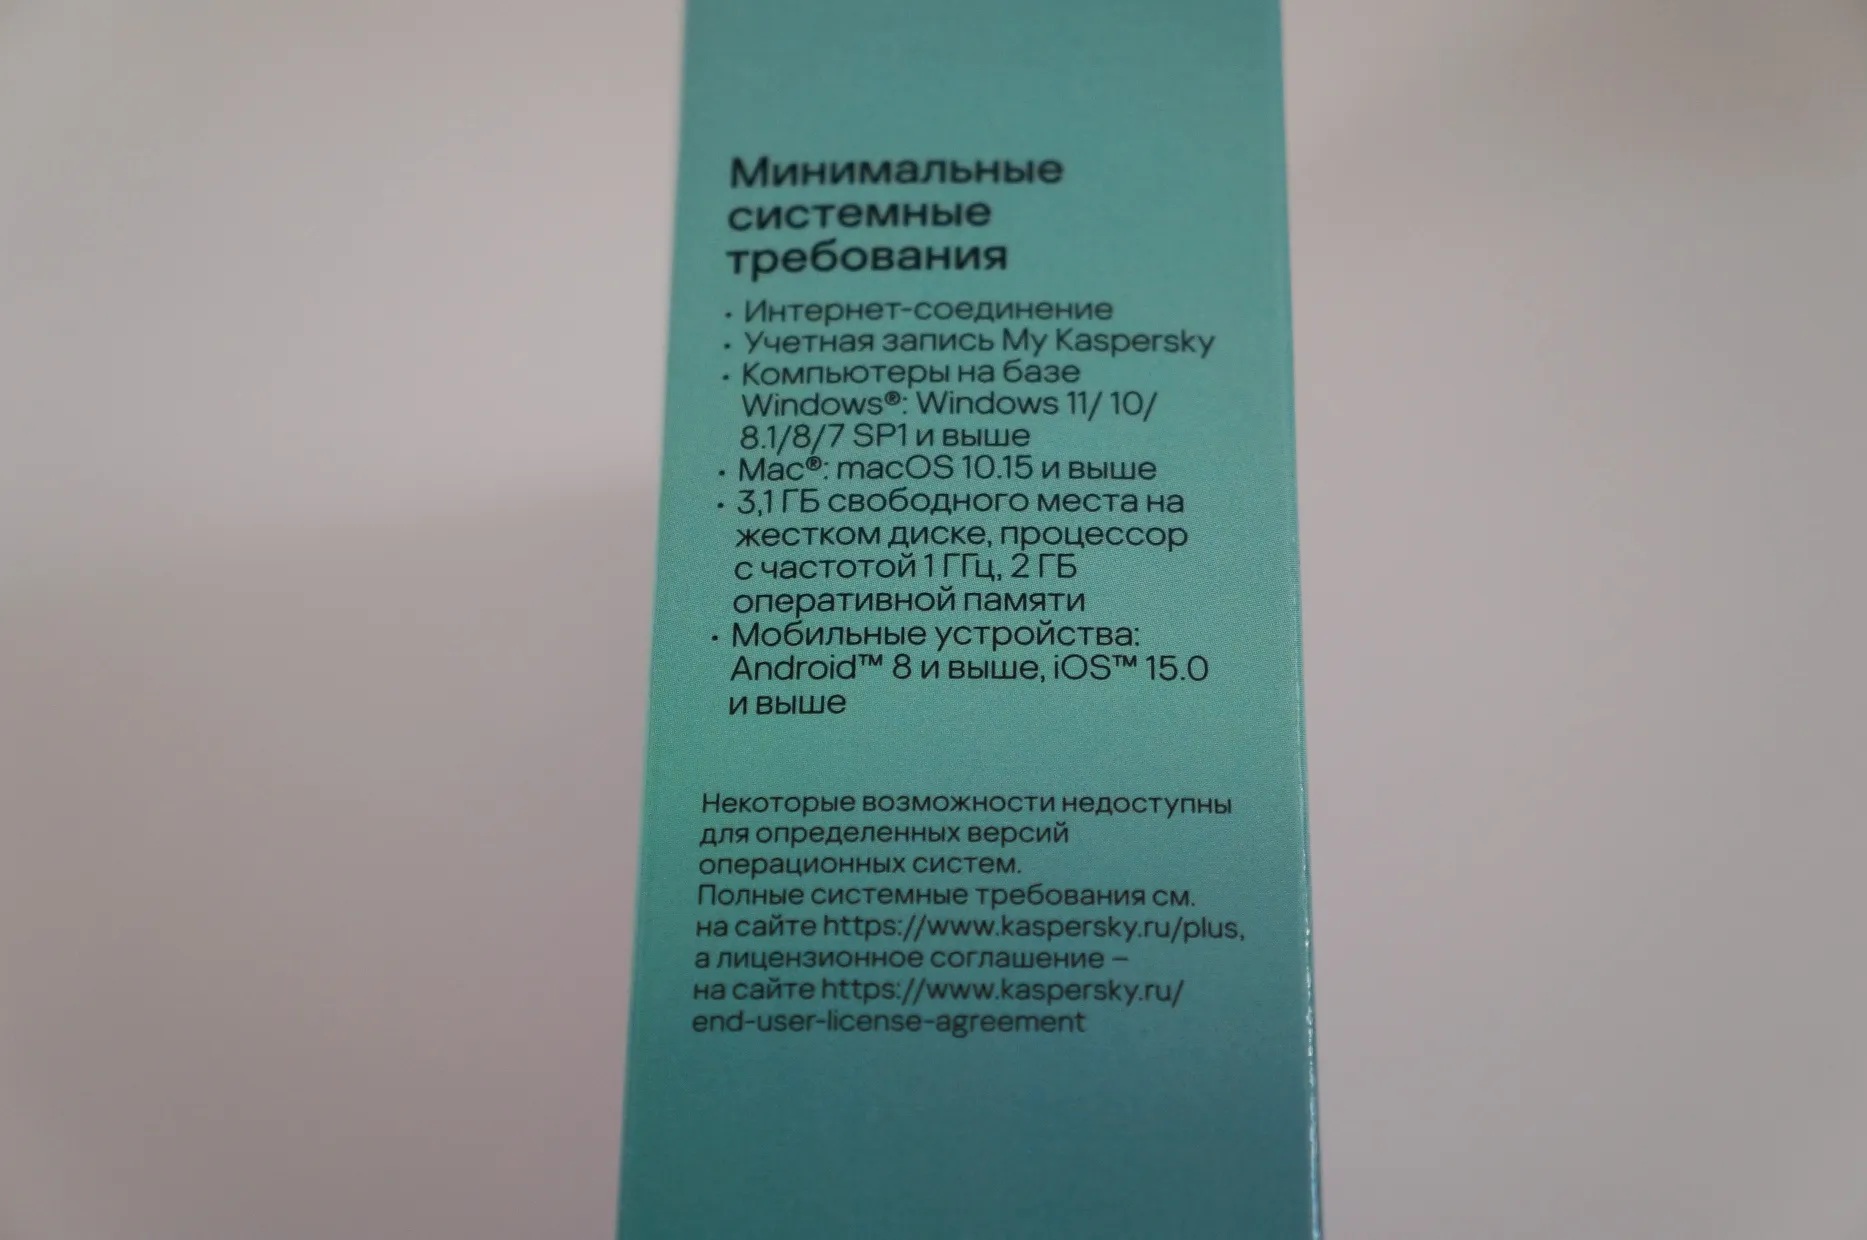 Минимальные
системные
требования
· Интернет-соединение
· Учетная запись My Kaspersky
· Компьютеры на базе
Windows®: Windows 11/ 10/
8.1/8/7 SP1 и выше
· Mac®: macOS 10.15 и выше
· 3,1 ГБ свободного места на
жестком диске, процессор
с частотой 1 ГГц, 2 ГБ
оперативной памяти
· Мобильные устройства:
Android™ 8 и выше, iOS™ 15.0
и выше
Некоторые возможности недоступны
для определенных версий
операционных систем.
Полные системные требования см.
на сайте https://www.kaspersky.ru/plus,
а лицензионное соглашение –
на сайте https://www.kaspersky.ru/
end-user-license-agreement